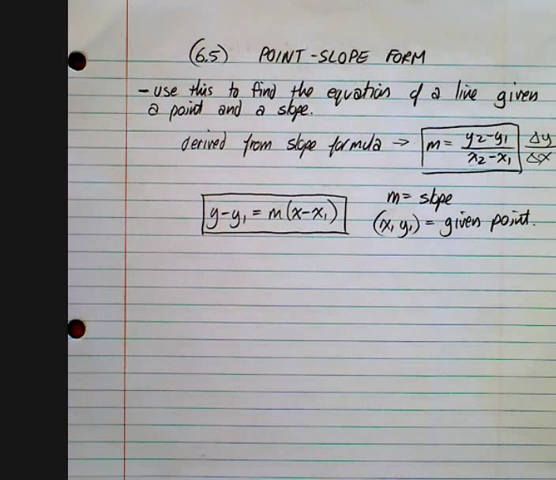 (6.5) POINT-SLOPE FORM
- use this to find the equation of a line given
a point and a slope.
derived from slope formula → m = y2-y1 / x2-x1 Δy / Δx
y-y1 = m(x-x1) m = slope
(x1 y1) = given point.